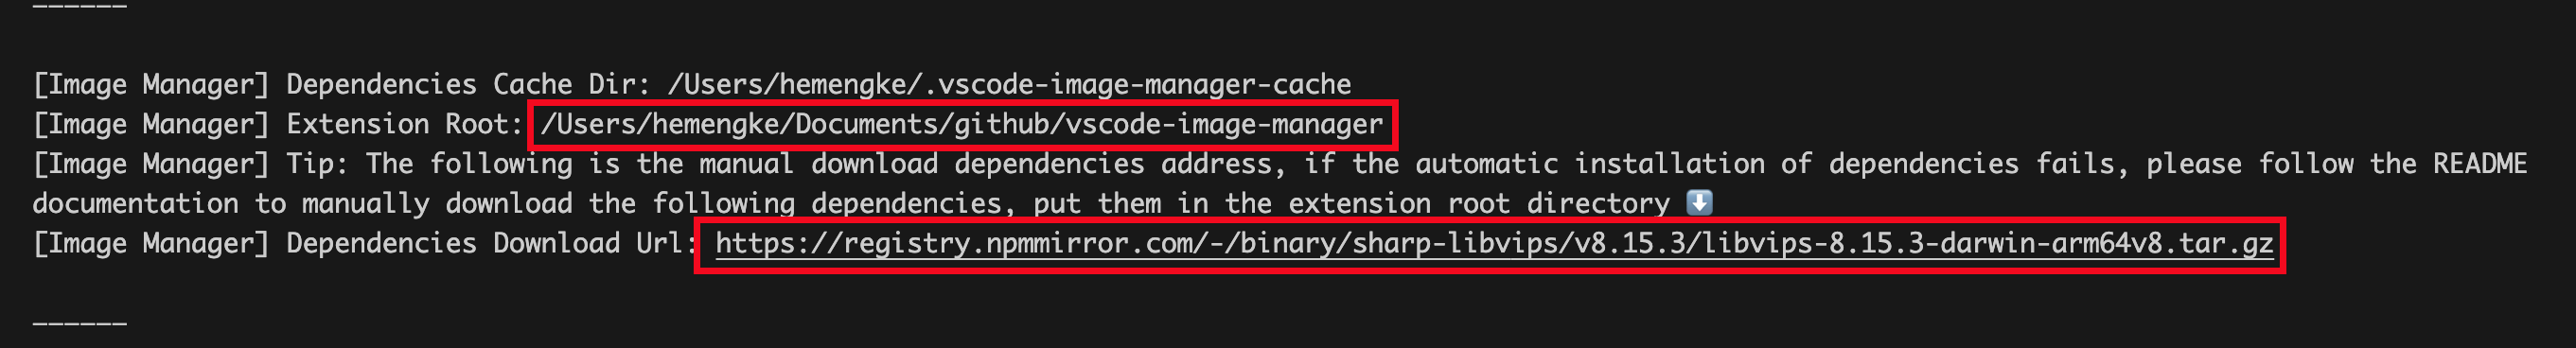 ______
[Image Manager] Dependencies Cache Dir: /Users/hemengke/.vscode-image-manager-cache
[Image Manager] Extension Root: /Users/hemengke/Documents/github/vscode-image-manager
[Image Manager] Tip: The following is the manual download dependencies address, if the automatic installation of dependencies fails, please follow the README
documentation to manually download the following dependencies, put them in the extension root directory ⬇️
[Image Manager] Dependencies Download Url: https://registry.npmmirror.com/-/binary/sharp-libvips/v8.15.3/libvips-8.15.3-darwin-arm64v8.tar.gz
______